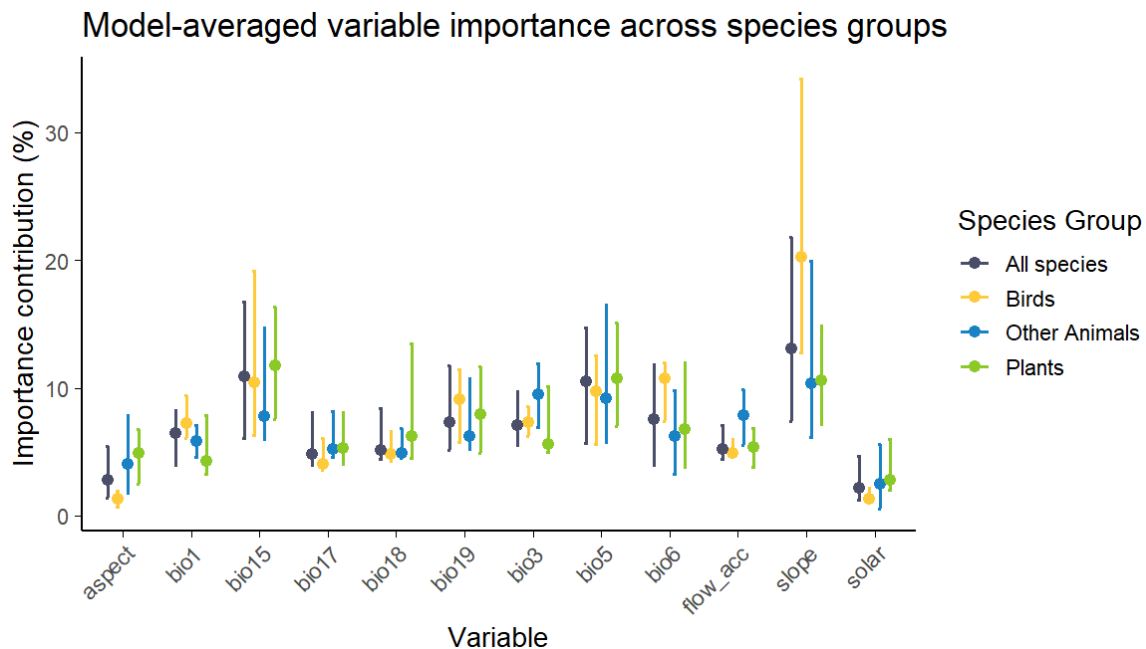 Model-averaged variable importance across species groups
Importance contribution (%)
30
20
10
0
aspect
bio1
bio15
bio17
bio18
bio19
bio3
bio5
bio6
flow_acc
slope
solar
Variable
Species Group
All species
Birds
Other Animals
Plants